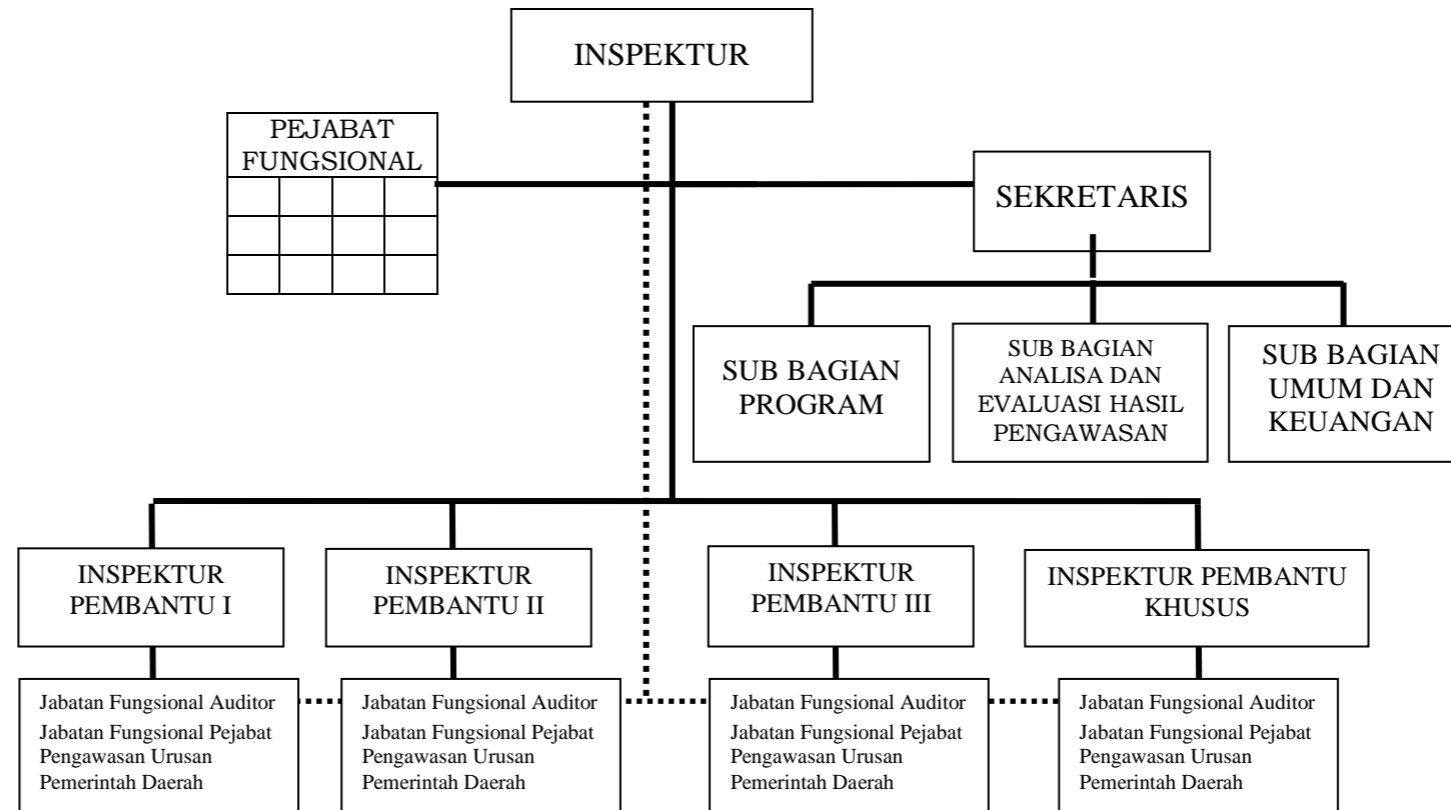 INSPEKTUR
PEJABAT
FUNGSIONAL
SEKRETARIS
SUB BAGIAN
PROGRAM
SUB BAGIAN
ANALISA DAN
EVALUASI HASIL
PENGAWASAN
SUB BAGIAN
UMUM DAN
KEUANGAN
INSPEKTUR
PEMBANTU I
INSPEKTUR
PEMBANTU II
INSPEKTUR
PEMBANTU III
INSPEKTUR PEMBANTU
KHUSUS
Jabatan Fungsional Auditor
Jabatan Fungsional Pejabat
Pengawasan Urusan
Pemerintah Daerah
Jabatan Fungsional Auditor
Jabatan Fungsional Pejabat
Pengawasan Urusan
Pemerintah Daerah
Jabatan Fungsional Auditor
Jabatan Fungsional Pejabat
Pengawasan Urusan
Pemerintah Daerah
Jabatan Fungsional Auditor
Jabatan Fungsional Pejabat
Pengawasan Urusan
Pemerintah Daerah